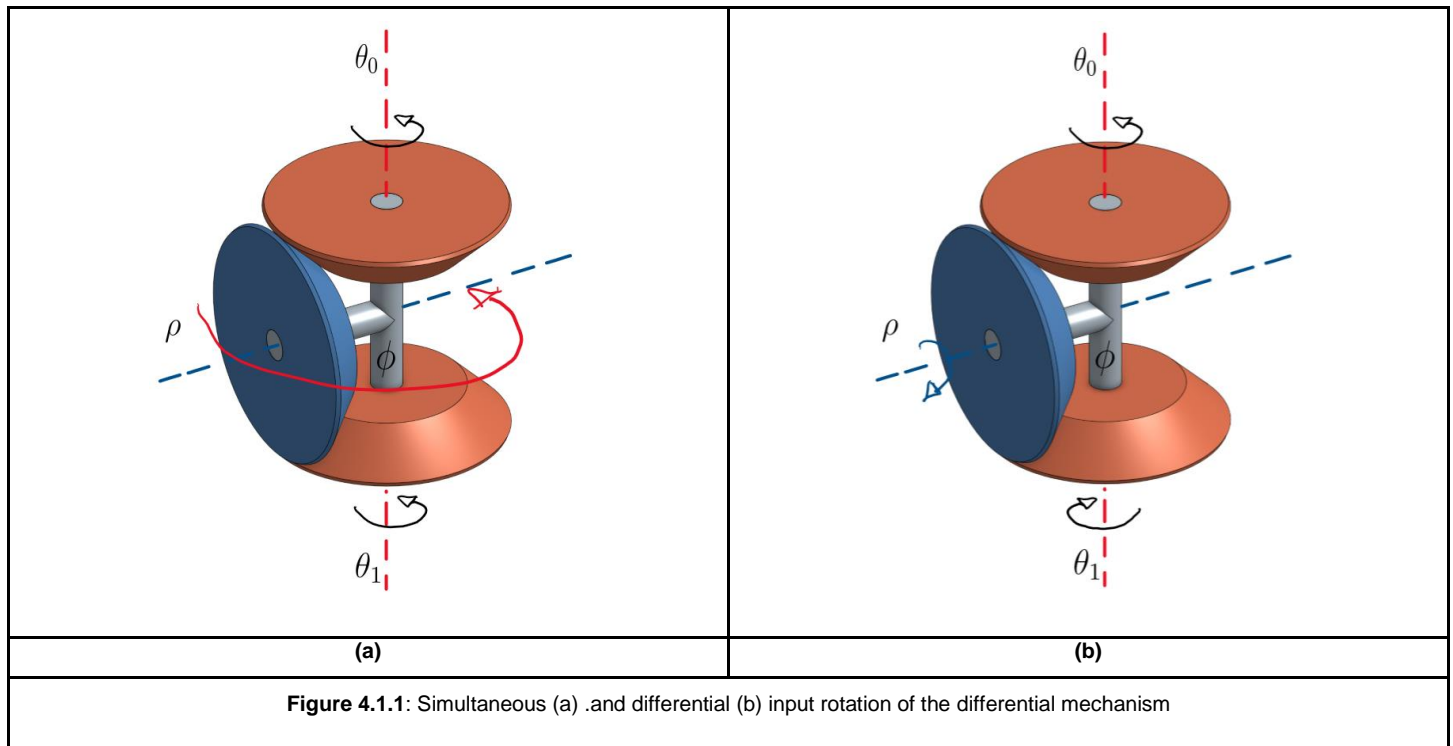 θ₀
ρ
ϕ
θ₁
θ₀
ρ
ϕ
θ₁
(a)
(b)
Figure 4.1.1: Simultaneous (a) .and differential (b) input rotation of the differential mechanism